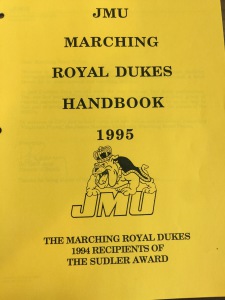 JMU
MARCHING
ROYAL DUKES
HANDBOOK
1995
JMU
THE MARCHING ROYAL DUKES
1994 RECIPIENTS OF
THE SUDLER AWARD